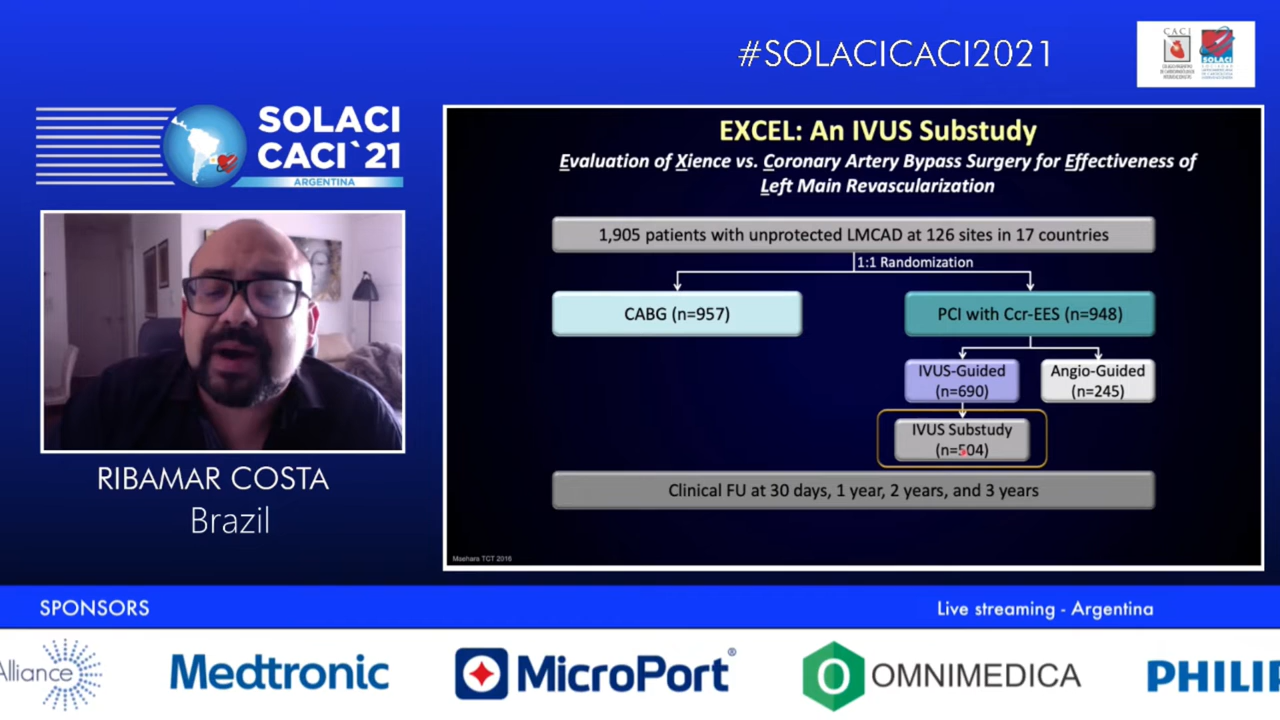 #SOLACICACI2021
CACI
SOLACI
SOLACI
CACI`21
ARGENTINA
RIBAMAR COSTA
Brazil
EXCEL: An IVUS Substudy
Evaluation of Xience vs. Coronary Artery Bypass Surgery for Effectiveness of
Left Main Revascularization
1,905 patients with unprotected LMCAD at 126 sites in 17 countries
1:1 Randomization
CABG (n=957)
PCI with Ccr-EES (n=948)
IVUS-Guided
(n=690)
Angio-Guided
(n=245)
IVUS Substudy
(n=504)
Clinical FU at 30 days, 1 year, 2 years, and 3 years
Maehara TCT 2016
SPONSORS
Live streaming - Argentina
Alliance
Medtronic
MicroPort®
OMNIMEDICA
PHILI